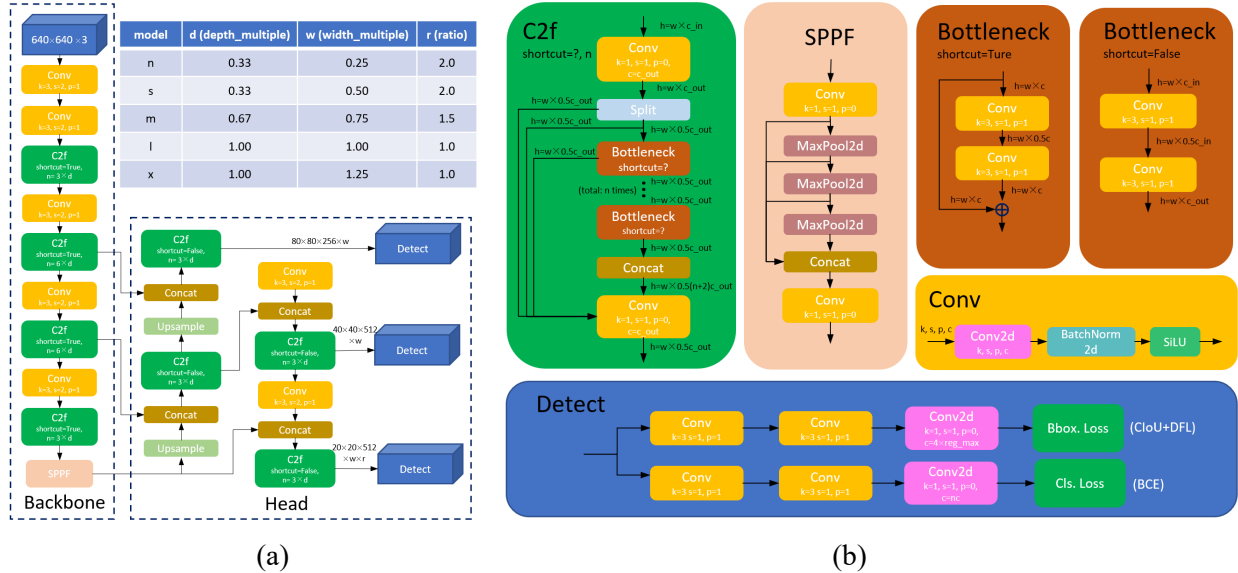 640×640×3
Conv
k=3, s=2, p=1
Conv
k=3, s=2, p=1
C2f
shortcut=True,
n= 3×d
Conv
k=3, s=2, p=1
C2f
shortcut=True,
n= 6×d
Conv
k=3, s=2, p=1
C2f
shortcut=True,
n= 6×d
Conv
k=3, s=2, p=1
C2f
shortcut=True,
n= 3×d
SPPF
Backbone
model d (depth_multiple) w (width_multiple) r (ratio)
n 0.33 0.25 2.0
s 0.33 0.50 2.0
m 0.67 0.75 1.5
l 1.00 1.00 1.0
x 1.00 1.25 1.0
C2f
shortcut=False,
n= 3×d
80×80×256×w
Detect
Concat
Upsample
C2f
shortcut=False,
n= 3×d
Concat
Upsample
Conv
k=3, s=2, p=1
Concat
C2f
shortcut=False,
n= 3×d
40×40×512
×w
Detect
Conv
k=3, s=2, p=1
Concat
C2f
shortcut=False,
n= 3×d
20×20×512
×w×r
Detect
Head
(a)
C2f
shortcut=?, n
h=w×c_in
Conv
k=1, s=1, p=0,
c=c_out
h=w×c_out
Split
h=w×0.5c_out
h=w×0.5c_out
h=w×0.5c_out
Bottleneck
shortcut=?
h=w×0.5c_out
h=w×0.5c_out
(total: n times)
h=w×0.5c_out
Bottleneck
shortcut=?
h=w×0.5c_out
Concat
h=w×0.5(n+2)c_out
Conv
k=1, s=1, p=0,
c=c_out
h=w×0.5c_out
SPPF
Conv
k=1, s=1, p=0
MaxPool2d
MaxPool2d
MaxPool2d
Concat
Conv
k=1, s=1, p=0
Bottleneck
shortcut=Ture
h=w×c
Conv
k=3, s=1, p=1
h=w×0.5c
Conv
k=3, s=1, p=1
h=w×c
h=w×c
Bottleneck
shortcut=False
h=w×c_in
Conv
k=3, s=1, p=1
h=w×0.5c_in
Conv
k=3, s=1, p=1
h=w×c_out
Conv
k, s, p, c
Conv2d
k, s, p, c
BatchNorm
2d
SiLU
Detect
Conv
k=3 s=1, p=1
Conv
k=3 s=1, p=1
Conv2d
k=1, s=1, p=0,
c=4×reg_max
Bbox. Loss
(CIoU+DFL)
Conv
k=3 s=1, p=1
Conv
k=3 s=1, p=1
Conv2d
k=1, s=1, p=0,
c=nc
Cls. Loss
(BCE)
(b)